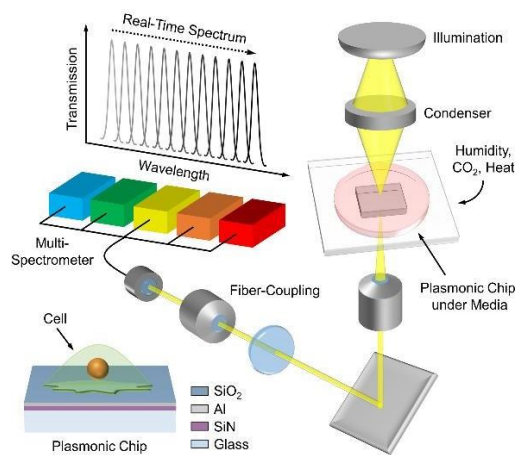 Real-Time Spectrum
Transmission
Wavelength
Illumination
Condenser
Humidity,
CO₂, Heat
Multi-
Spectrometer
Fiber-Coupling
Plasmonic Chip
under Media
Cell
SiO₂
Al
SiN
Glass
Plasmonic Chip